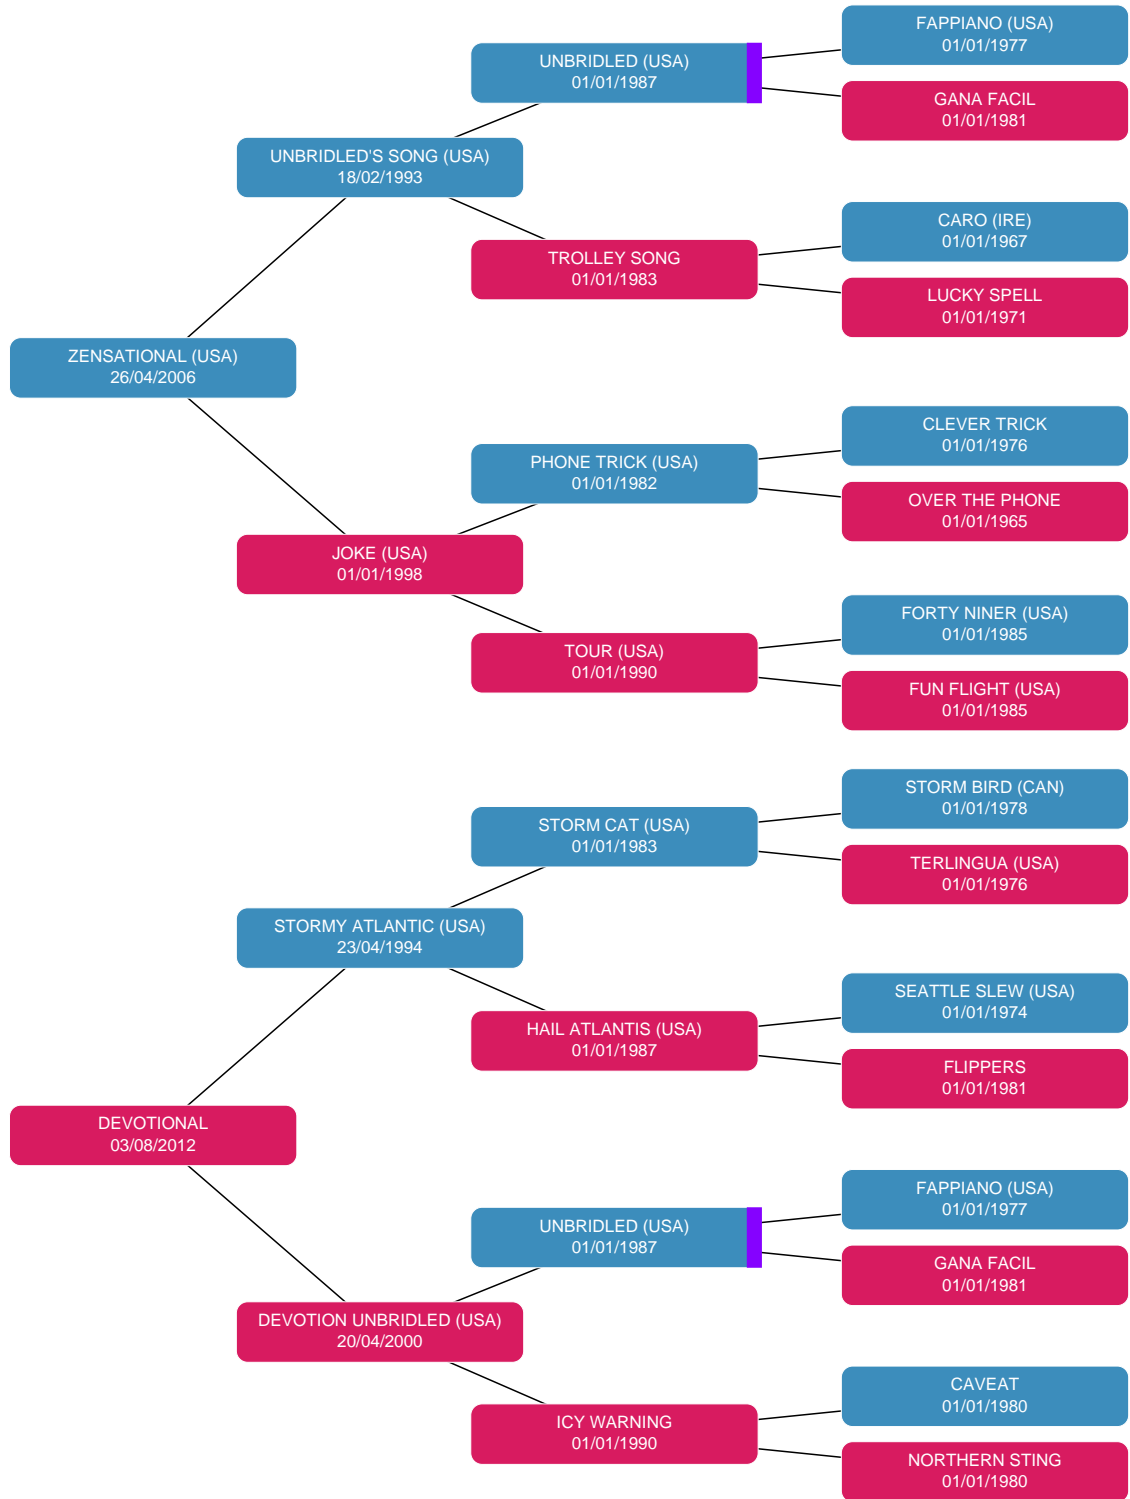 FAPPIANO (USA)
01/01/1977
UNBRIDLED (USA)
01/01/1987
GANA FACIL
01/01/1981
UNBRIDLED'S SONG (USA)
18/02/1993
CARO (IRE)
01/01/1967
TROLLEY SONG
01/01/1983
LUCKY SPELL
01/01/1971
ZENSATIONAL (USA)
26/04/2006
CLEVER TRICK
01/01/1976
PHONE TRICK (USA)
01/01/1982
OVER THE PHONE
01/01/1965
JOKE (USA)
01/01/1998
FORTY NINER (USA)
01/01/1985
TOUR (USA)
01/01/1990
FUN FLIGHT (USA)
01/01/1985
STORM BIRD (CAN)
01/01/1978
STORM CAT (USA)
01/01/1983
TERLINGUA (USA)
01/01/1976
STORMY ATLANTIC (USA)
23/04/1994
SEATTLE SLEW (USA)
01/01/1974
HAIL ATLANTIS (USA)
01/01/1987
FLIPPERS
01/01/1981
DEVOTIONAL
03/08/2012
FAPPIANO (USA)
01/01/1977
UNBRIDLED (USA)
01/01/1987
GANA FACIL
01/01/1981
DEVOTION UNBRIDLED (USA)
20/04/2000
CAVEAT
01/01/1980
ICY WARNING
01/01/1990
NORTHERN STING
01/01/1980